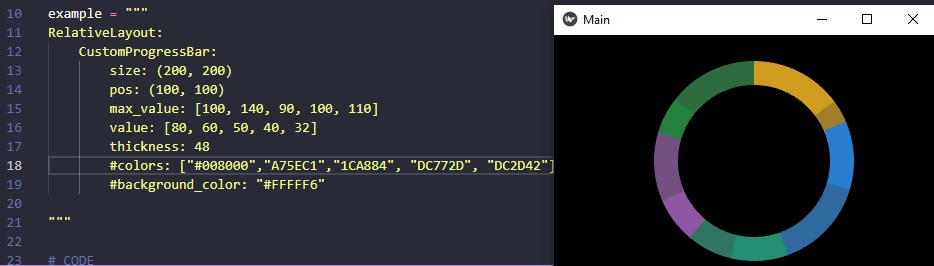 10 example = """
11 RelativeLayout:
12 CustomProgressBar:
13 size: (200, 200)
14 pos: (100, 100)
15 max_value: [100, 140, 90, 100, 110]
16 value: [80, 60, 50, 40, 32]
17 thickness: 48
18 #colors: ["#008000","A75EC1","1CA884", "DC772D", "DC2D42"]
19 #background_color: "#FFFFF6"
20
21 """
22
23 # CODE
Main